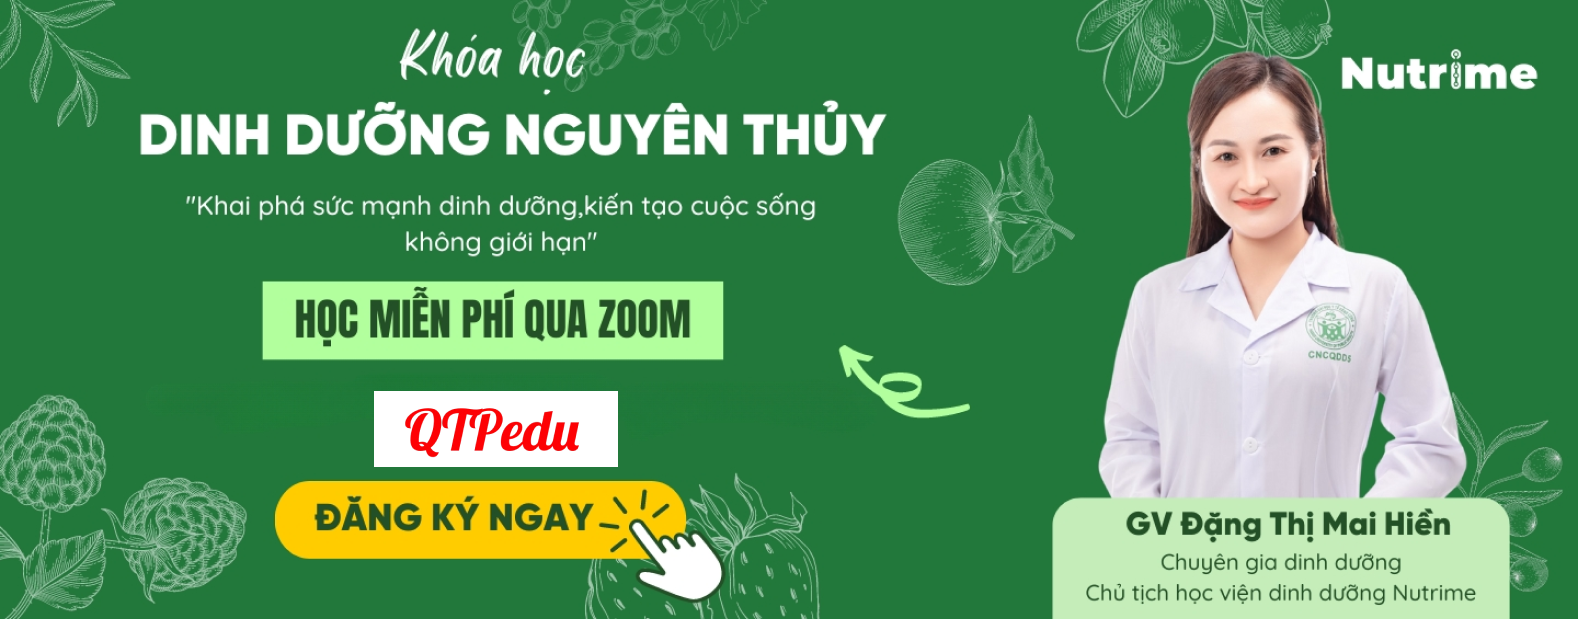 Khóa học
DINH DƯỠNG NGUYÊN THỦY
"Khai phá sức mạnh dinh dưỡng,kiến tạo cuộc sống
không giới hạn"
HỌC MIỄN PHÍ QUA ZOOM
QTPedu
ĐĂNG KÝ NGAY
Nutrime
CNCQDDS
GV Đặng Thị Mai Hiền
Chuyên gia dinh dưỡng
Chủ tịch học viện dinh dưỡng Nutrime